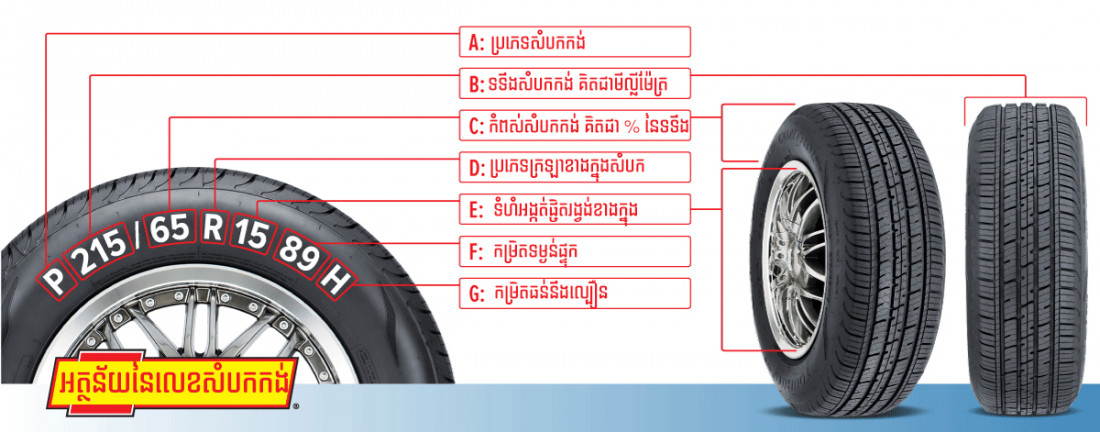 A: ប្រភេទសំបកកង់
B: ទទឹងសំបកកង់ គិតជាមីល្លីម៉ែត្រ
C: កំពស់សំបកកង់ គិតជា % នៃទទឹង
D: ប្រភេទក្រឡាខាងក្នុងសំបក
E: ទំហំអង្កត់ផ្ចិតរង្វង់ខាងក្នុង
F: កម្រិតទម្ងន់ផ្ទុក
G: កម្រិតធន់នឹងល្បឿន
P 215 / 65 R 15 89 H
អត្ថន័យនៃលេខសំបកកង់